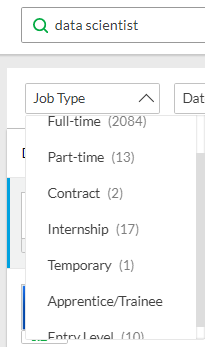 data scientist
Job Type
Dat
Full-time (2084)
Part-time (13)
Contract (2)
Internship (17)
Temporary (1)
Apprentice/Trainee
Entry Level (10)